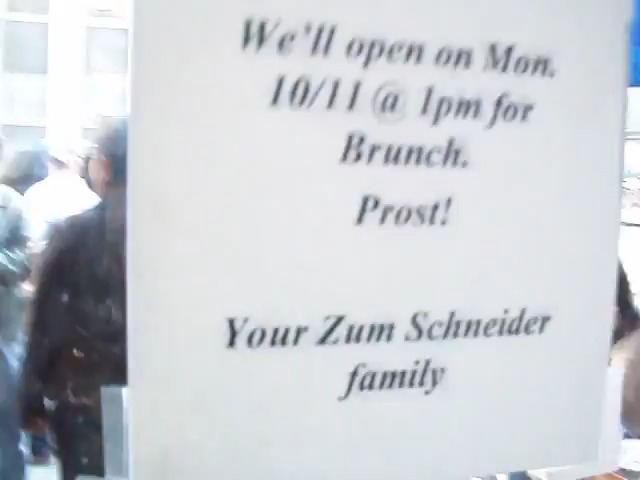 We'll open on Mon.
10/11 @ 1pm for
Brunch.
Prost!
Your Zum Schneider
family